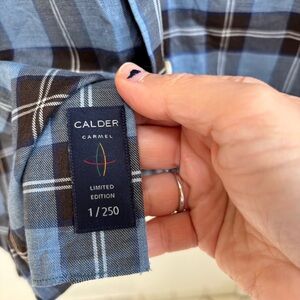 CALDER
CARMEL
LIMITED
EDITION
1/250